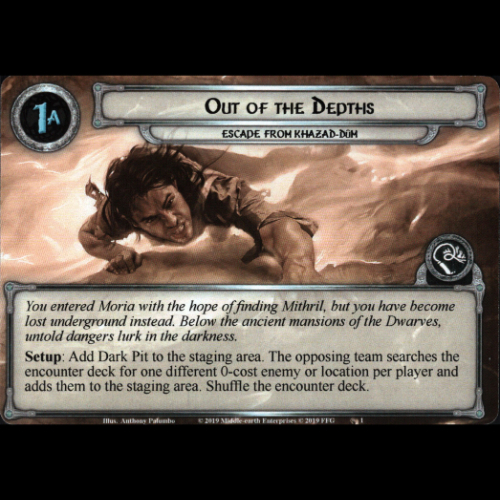 1A
OUT OF THE DEPTHS
ESCAPE FROM KHAZAD-DÛM
You entered Moria with the hope of finding Mithril, but you have become
lost underground instead. Below the ancient mansions of the Dwarves,
untold dangers lurk in the darkness.
Setup: Add Dark Pit to the staging area. The opposing team searches the
encounter deck for one different 0-cost enemy or location per player and
adds them to the staging area. Shuffle the encounter deck.
Illus. Anthony Palumbo © 2019 Middle-earth Enterprises © 2019 FFG 1